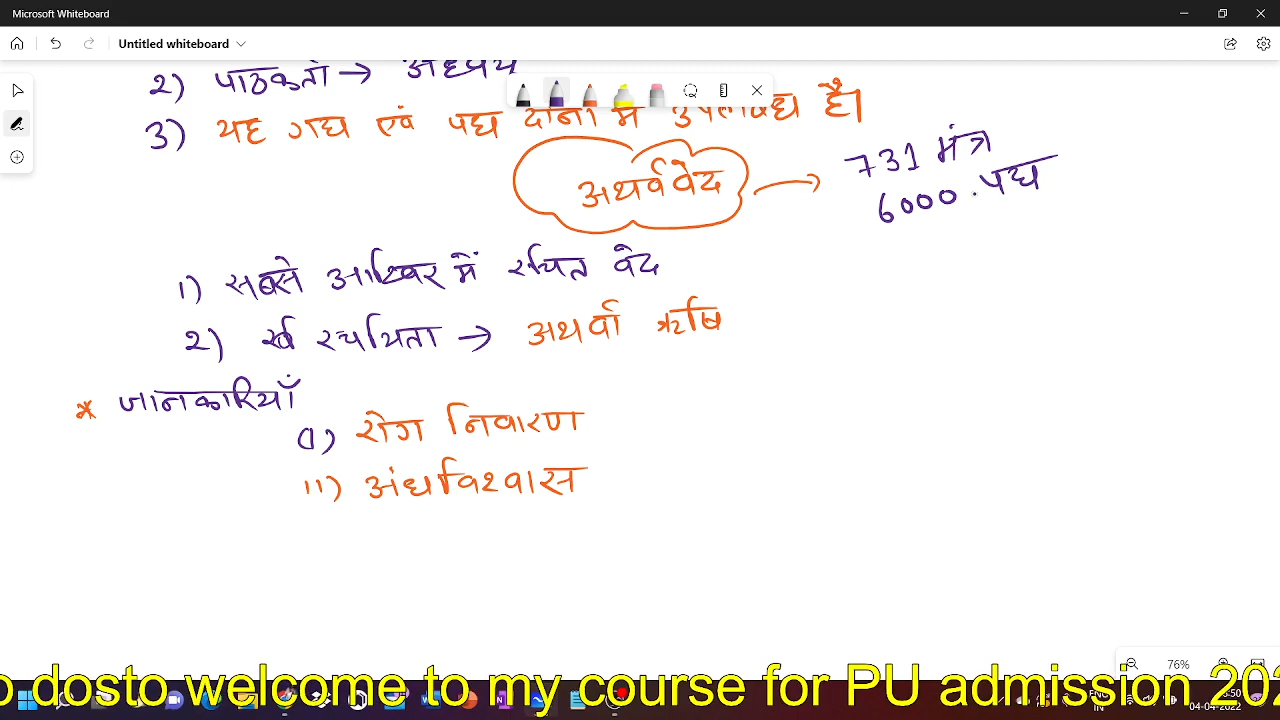 Microsoft Whiteboard
Untitled whiteboard
2) पाठकर्ता → अध्वर्यु
3) यह गद्य एवं पद्य दोनों में उपलब्ध है।
अथर्ववेद → 731 मंत्र
6000 पद्य
1) सबसे आखिर में रचित वेद
2) रचयिता → अथर्वा ऋषि
* जानकारियाँ
i) रोग निवारण
ii) अंधविश्वास
76%
dosto welcome to my course for PU admission
ENG
IN
04-04-2022